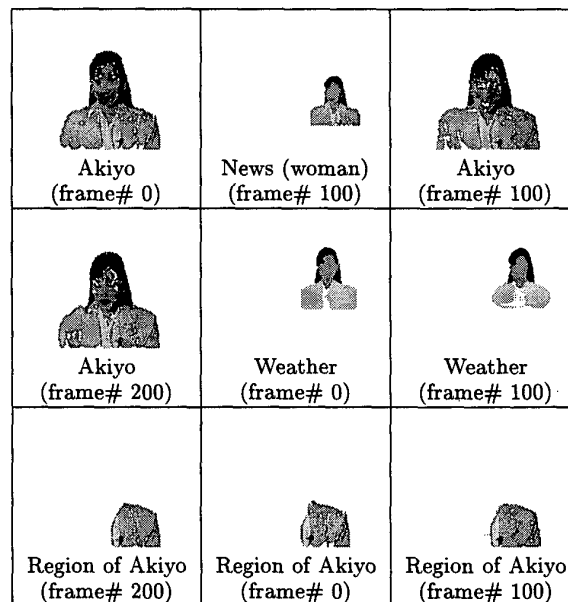 Akiyo
(frame# 0)
News (woman)
(frame# 100)
Akiyo
(frame# 100)
Akiyo
(frame# 200)
Weather
(frame# 0)
Weather
(frame# 100)
Region of Akiyo
(frame# 200)
Region of Akiyo
(frame# 0)
Region of Akiyo
(frame# 100)